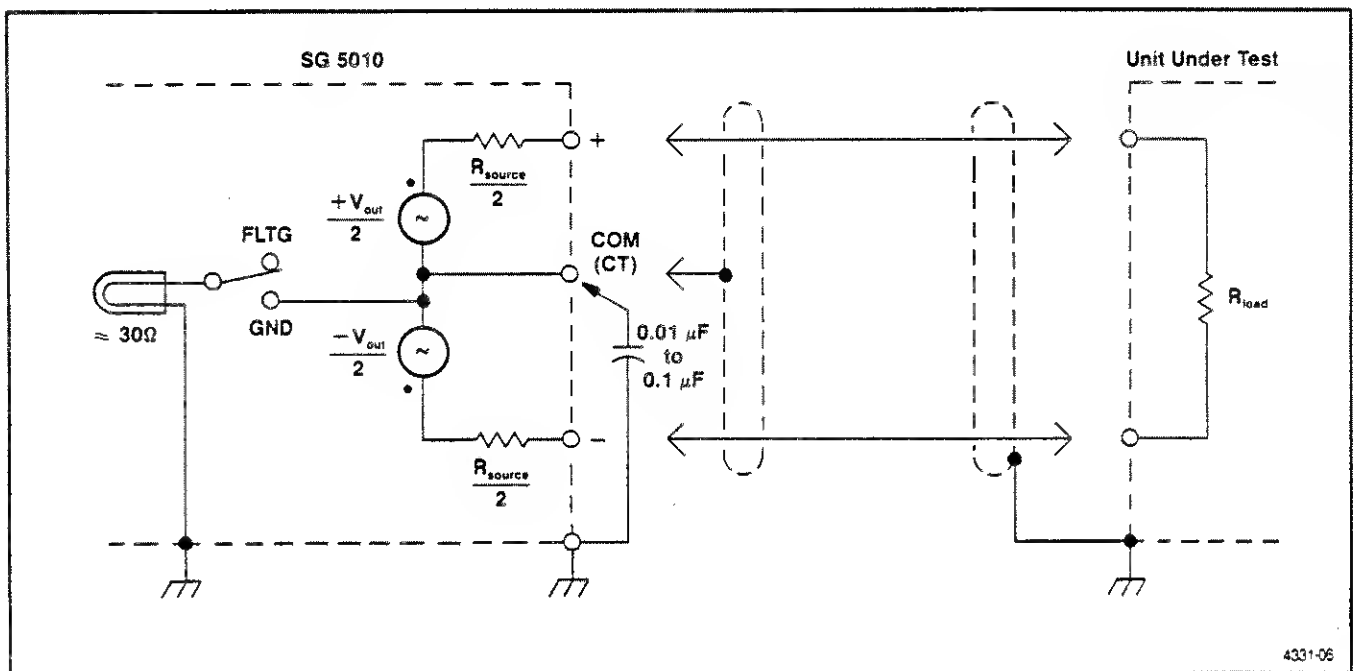 SG 5010
Unit Under Test
+
R_source
2
+V_out
2
~
FLTG
COM
(CT)
≈ 30Ω
GND
0.01 μF
to
0.1 μF
R_load
−V_out
2
~
−
R_source
2
4331-06